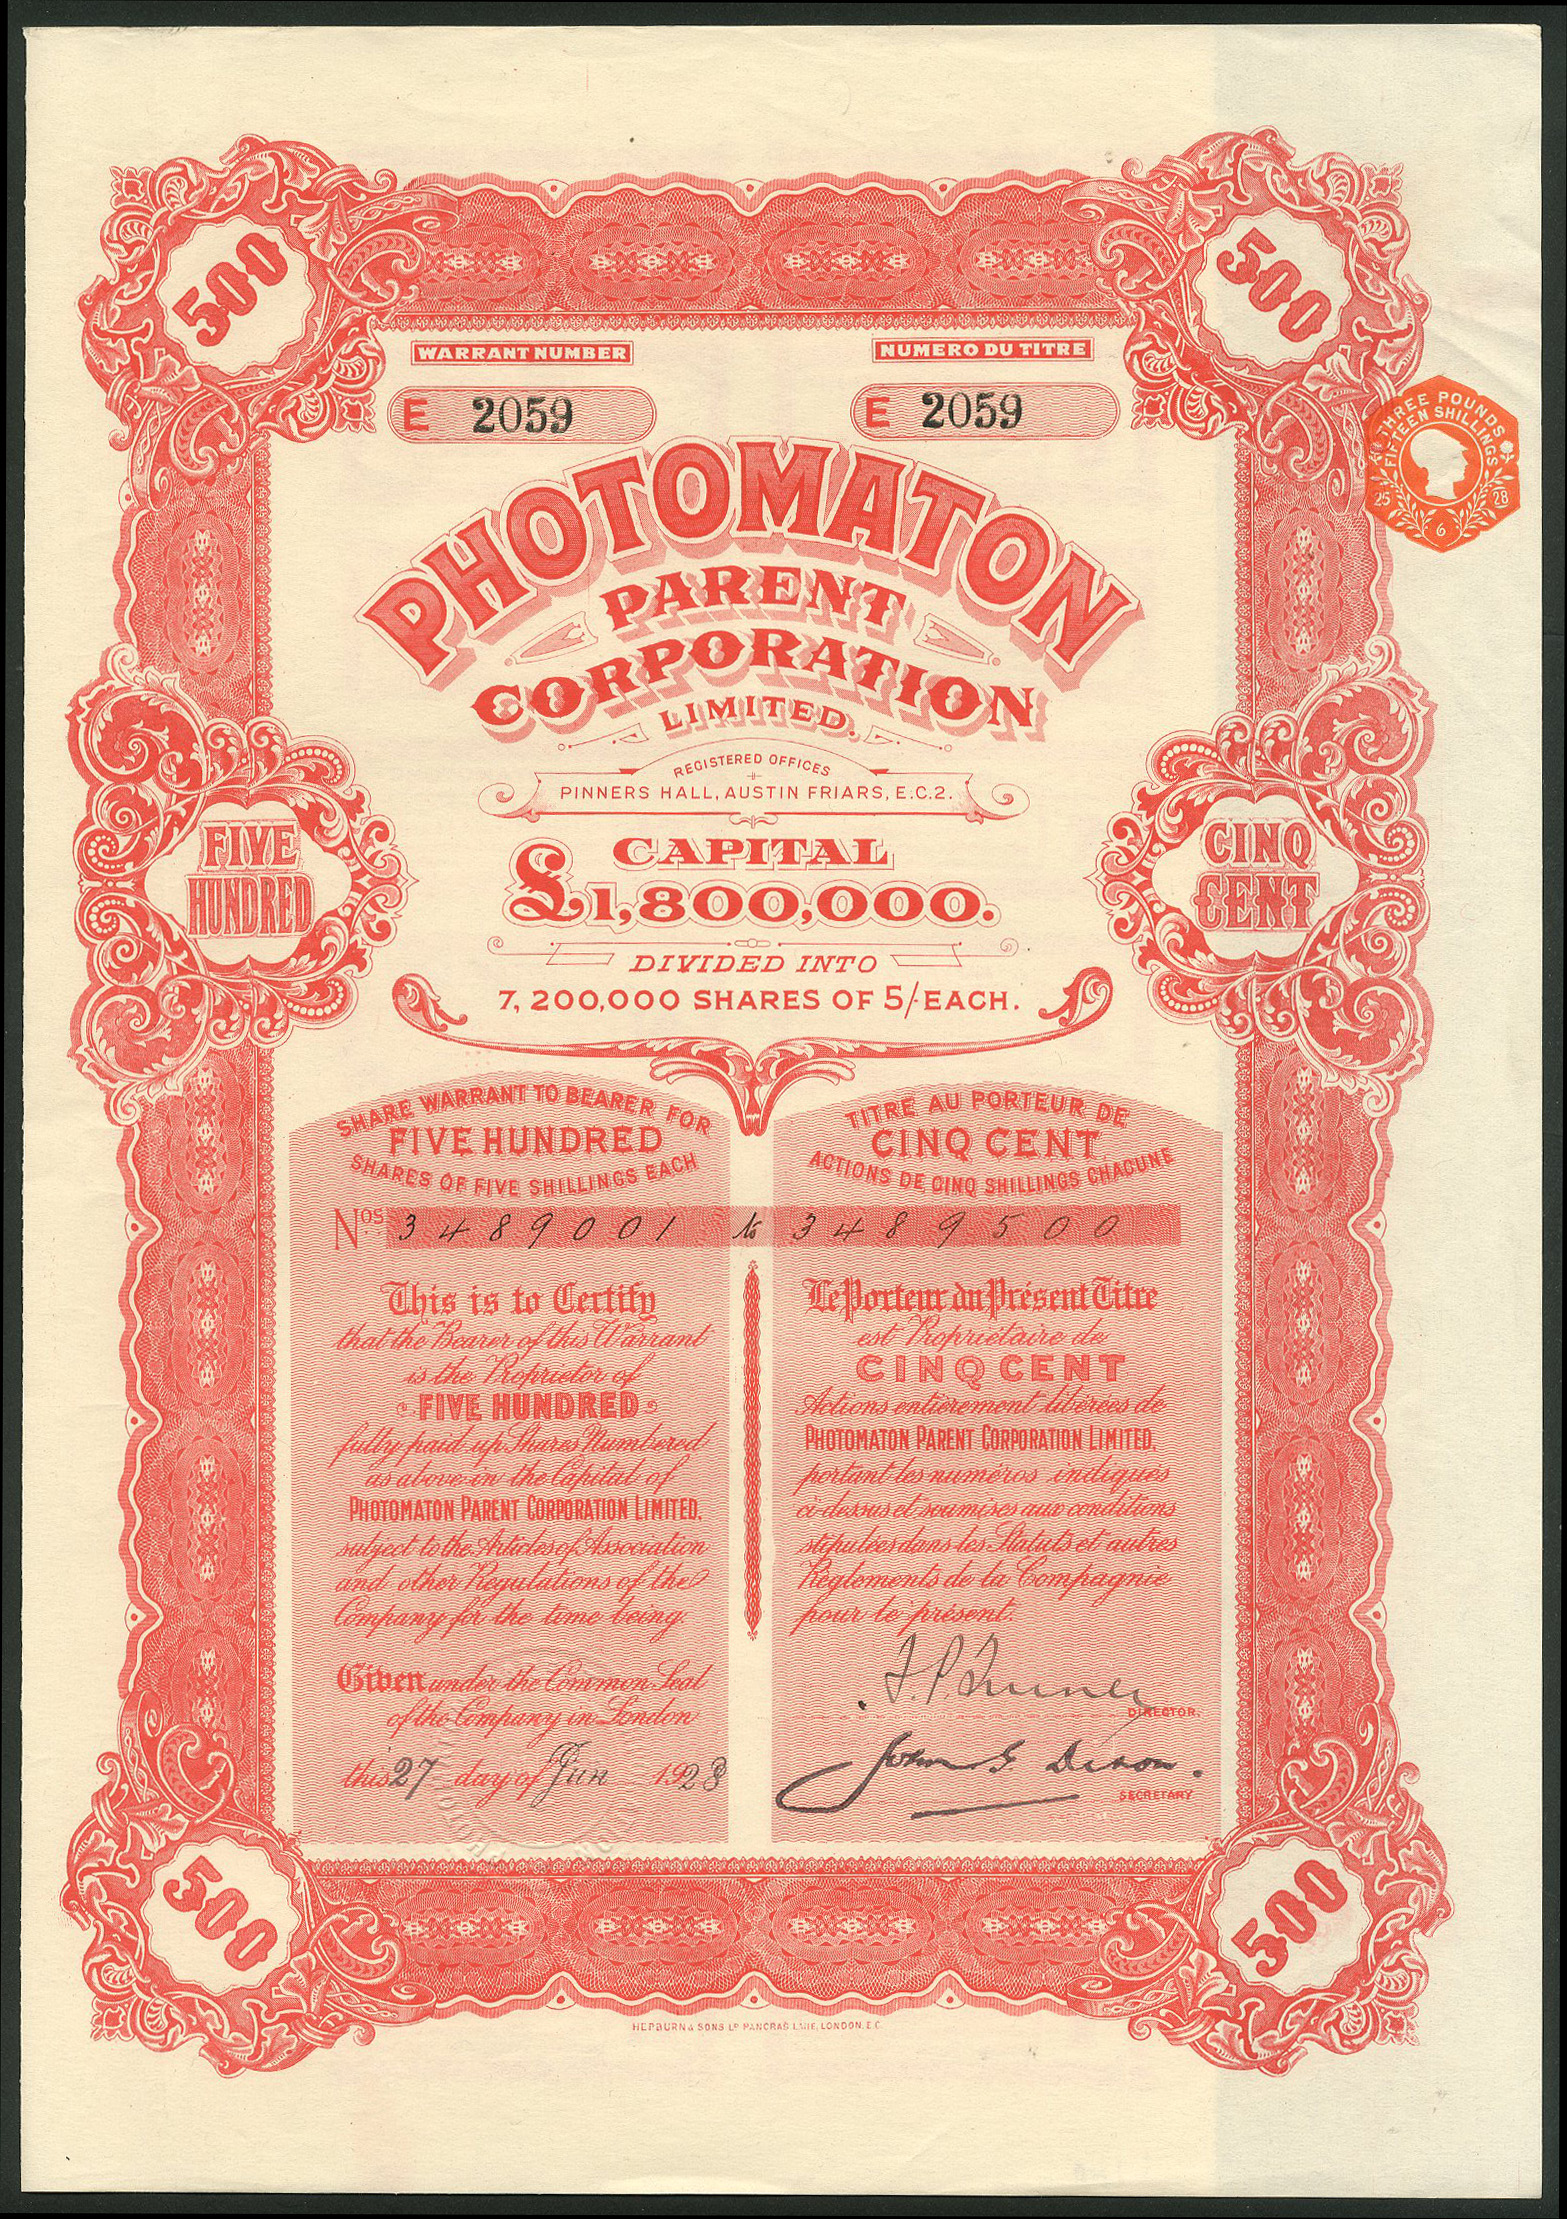 500
500
WARRANT NUMBER
NUMERO DU TITRE
E 2059
E 2059
THREE POUNDS
FIFTEEN SHILLINGS
25 28
6
PHOTOMATON
PARENT
CORPORATION
LIMITED.
REGISTERED OFFICES
PINNERS HALL, AUSTIN FRIARS, E.C.2.
FIVE
HUNDRED
CINQ
CENT
CAPITAL
£1,800,000.
DIVIDED INTO
7,200,000 SHARES OF 5/- EACH.
SHARE WARRANT TO BEARER FOR
FIVE HUNDRED
SHARES OF FIVE SHILLINGS EACH
TITRE AU PORTEUR DE
CINQ CENT
ACTIONS DE CINQ SHILLINGS CHACUNE
Nos. 3489001 to 3489500
This is to Certify
that the Bearer of this Warrant
is the Proprietor of
FIVE HUNDRED
fully paid up Shares Numbered
as above in the Capital of
PHOTOMATON PARENT CORPORATION LIMITED,
subject to the Articles of Association
and other Regulations of the
Company for the time being.
Given under the Common Seal
of the Company in London
this 27 day of Jun 1928
Le Porteur du Présent Titre
est Propriétaire de
CINQ CENT
Actions entièrement libérées de
PHOTOMATON PARENT CORPORATION LIMITED,
portant les numéros indiqués
ci-dessus et soumises aux conditions
stipulées dans les Statuts et autres
Règlements de la Compagnie
pour le présent.
DIRECTOR.
John G. Dixon.
SECRETARY
500
500
HEPBURN & SONS LD PANCRAS LANE, LONDON, E.C.